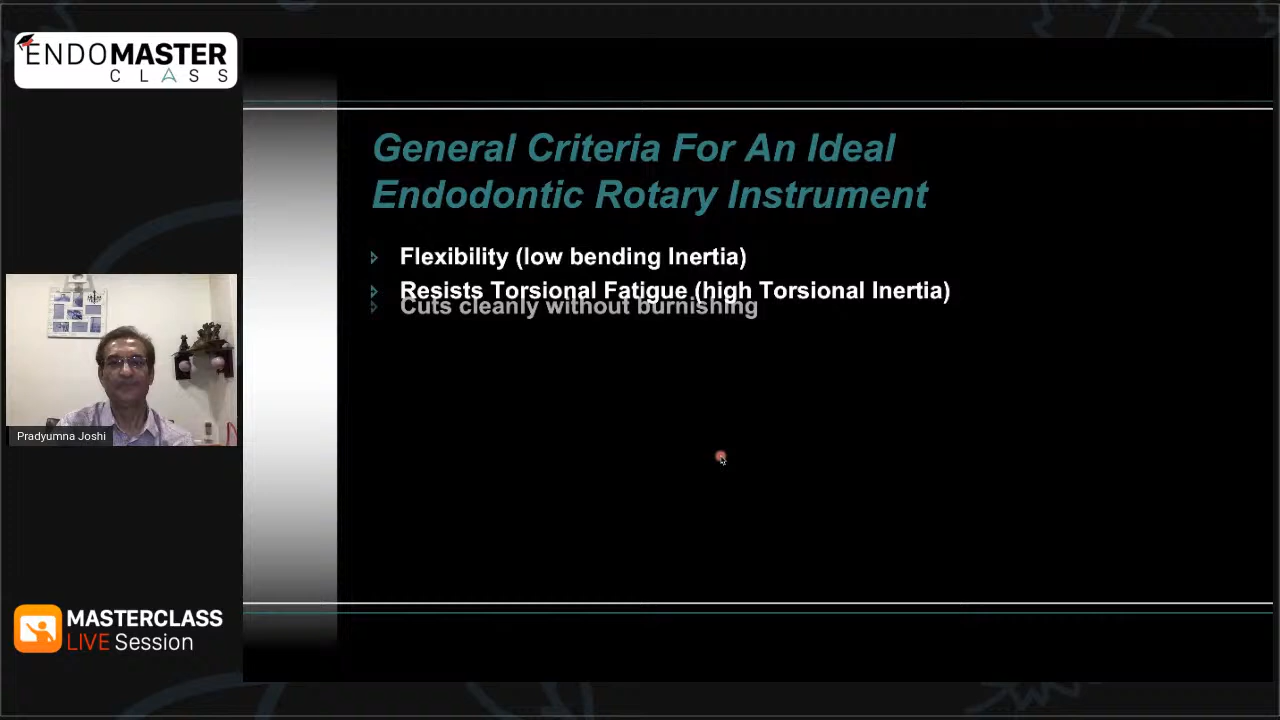 ENDOMASTER
CLASS
General Criteria For An Ideal
Endodontic Rotary Instrument
Flexibility (low bending Inertia)
Resists Torsional Fatigue (high Torsional Inertia)
Cuts cleanly without burnishing
Pradyumna Joshi
MASTERCLASS
LIVE Session